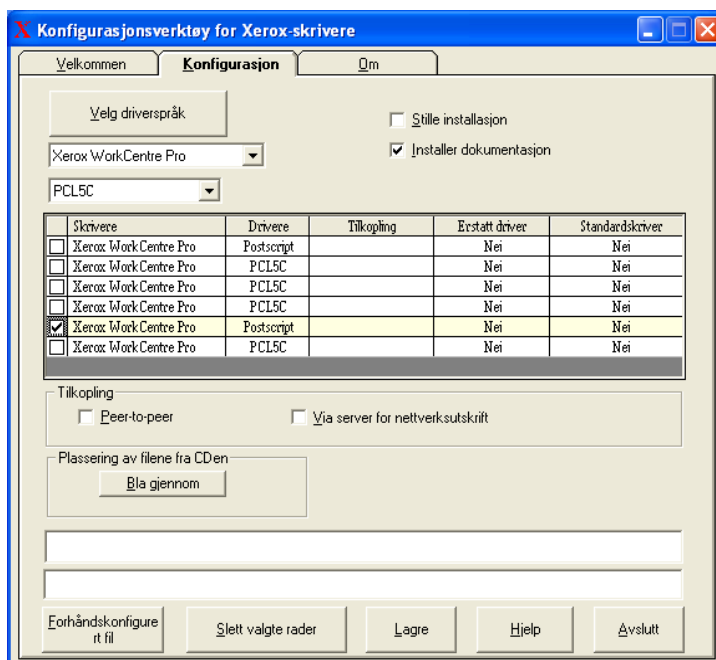 X Konfigurasjonsverktøy for Xerox-skrivere
Velkommen Konfigurasjon Om
Velg driverspråk
Stille installasjon
Xerox WorkCentre Pro
Installer dokumentasjon
PCL5C
Skrivere Drivere Tilkopling Erstatt driver Standardskriver
Xerox WorkCentre Pro Postscript Nei Nei
Xerox WorkCentre Pro PCL5C Nei Nei
Xerox WorkCentre Pro PCL5C Nei Nei
Xerox WorkCentre Pro PCL5C Nei Nei
Xerox WorkCentre Pro Postscript Nei Nei
Xerox WorkCentre Pro PCL5C Nei Nei
Tilkopling
Peer-to-peer Via server for nettverksutskrift
Plassering av filene fra CDen
Bla gjennom
Forhåndskonfigure
rt fil
Slett valgte rader Lagre Hjelp Avslutt